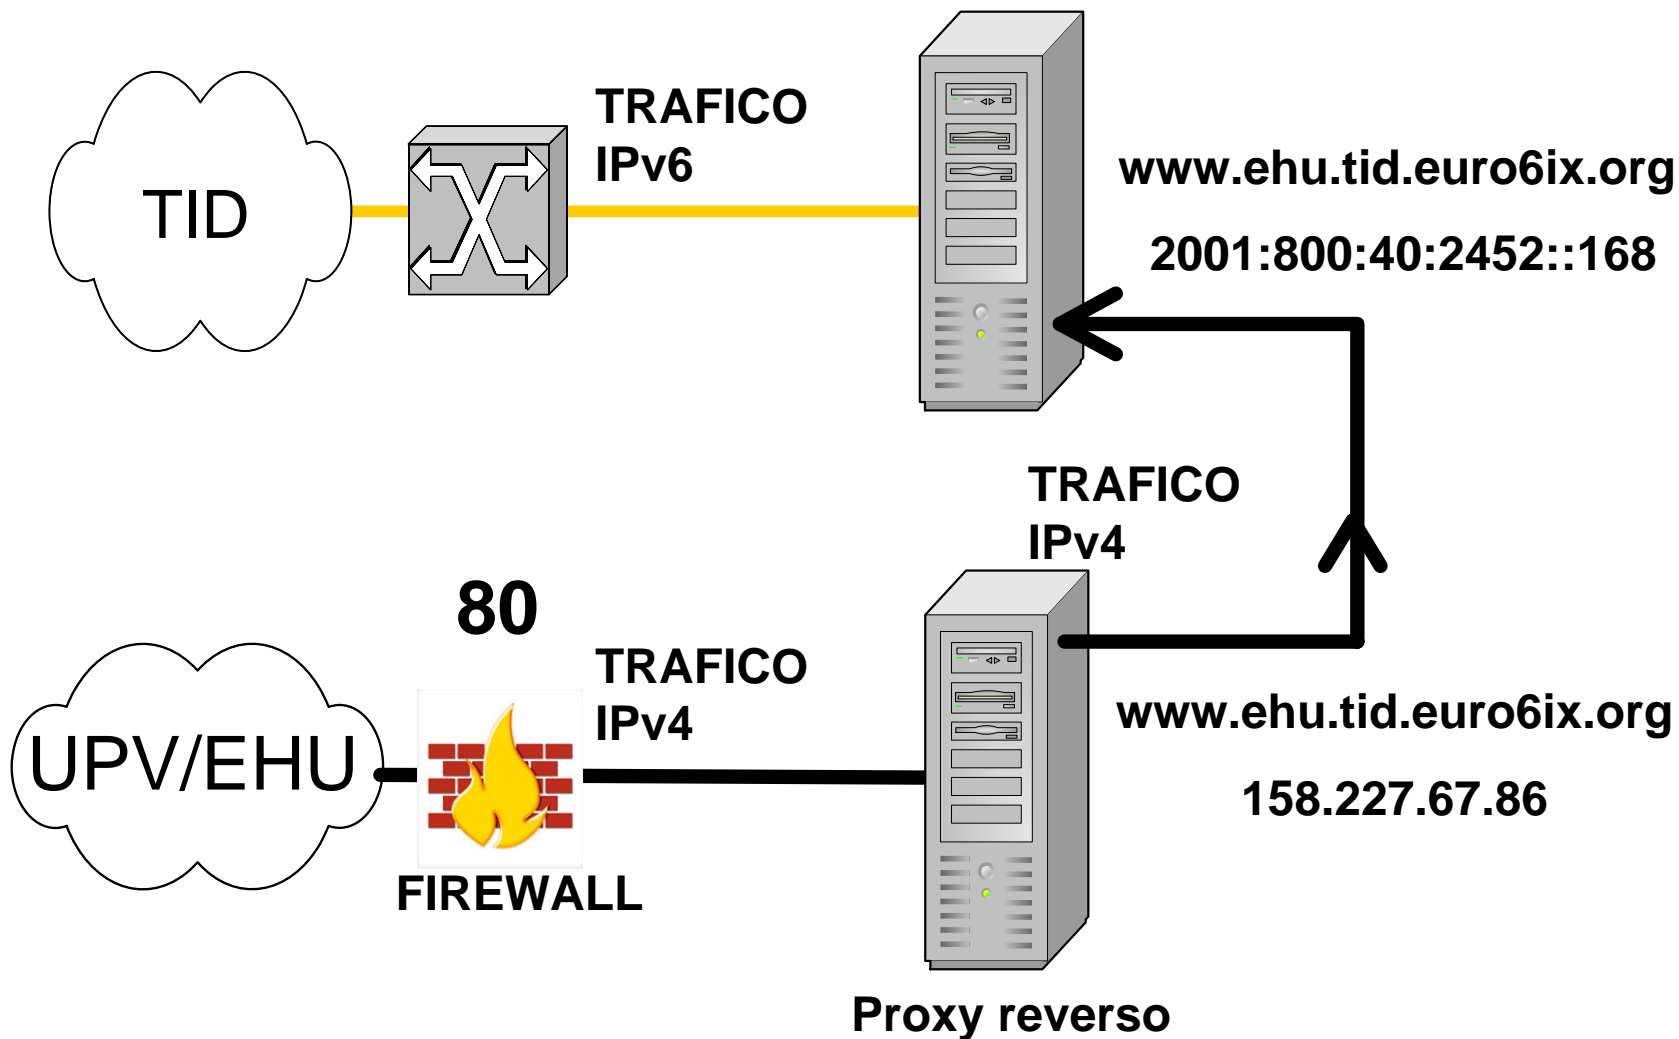 TRAFICO
IPv6
TID
www.ehu.tid.euro6ix.org
2001:800:40:2452::168
TRAFICO
IPv4
80
TRAFICO
IPv4
UPV/EHU
FIREWALL
www.ehu.tid.euro6ix.org
158.227.67.86
Proxy reverso